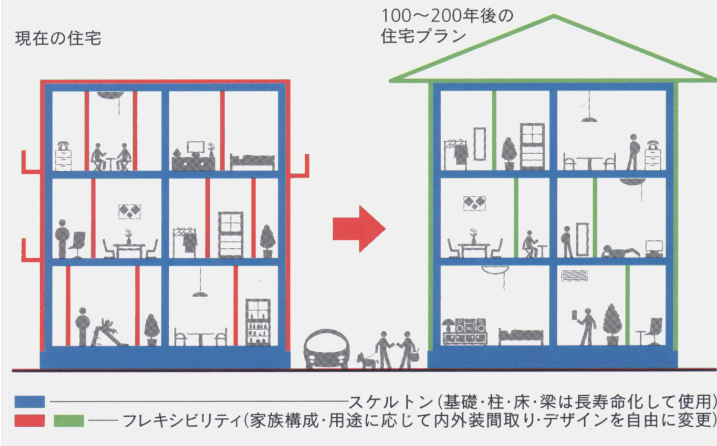 現在の住宅
100～200年後の
住宅プラン
スケルトン(基礎・柱・床・梁は長寿命化して使用)
フレキシビリティ(家族構成・用途に応じて内外装間取り・デザインを自由に変更)